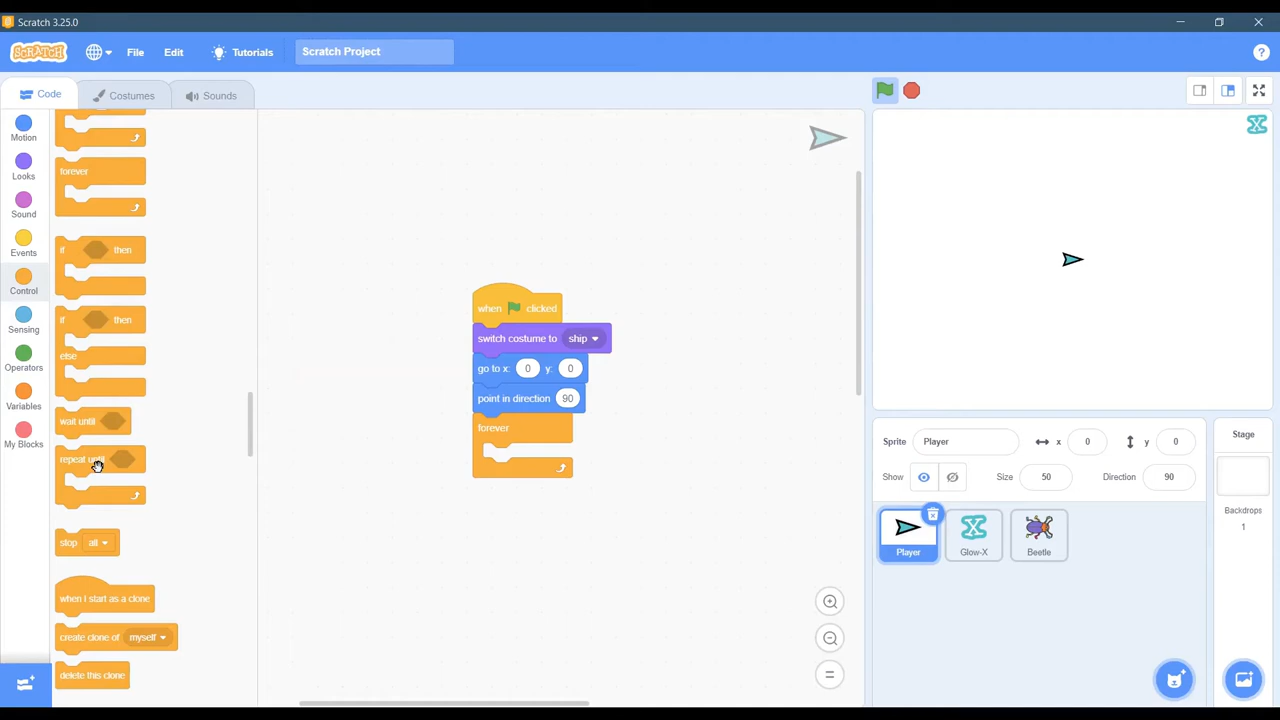 Scratch 3.25.0
SCRATCH File Edit Tutorials Scratch Project ?
Code Costumes Sounds
Motion
Looks
Sound
Events
Control
Sensing
Operators
Variables
My Blocks
forever
if then
if then
else
wait until
repeat until
stop all
when I start as a clone
create clone of myself
delete this clone
when clicked
switch costume to ship
go to x: 0 y: 0
point in direction 90
forever
Sprite Player x 0 y 0
Show Size 50 Direction 90
Player Glow-X Beetle
Stage
Backdrops
1